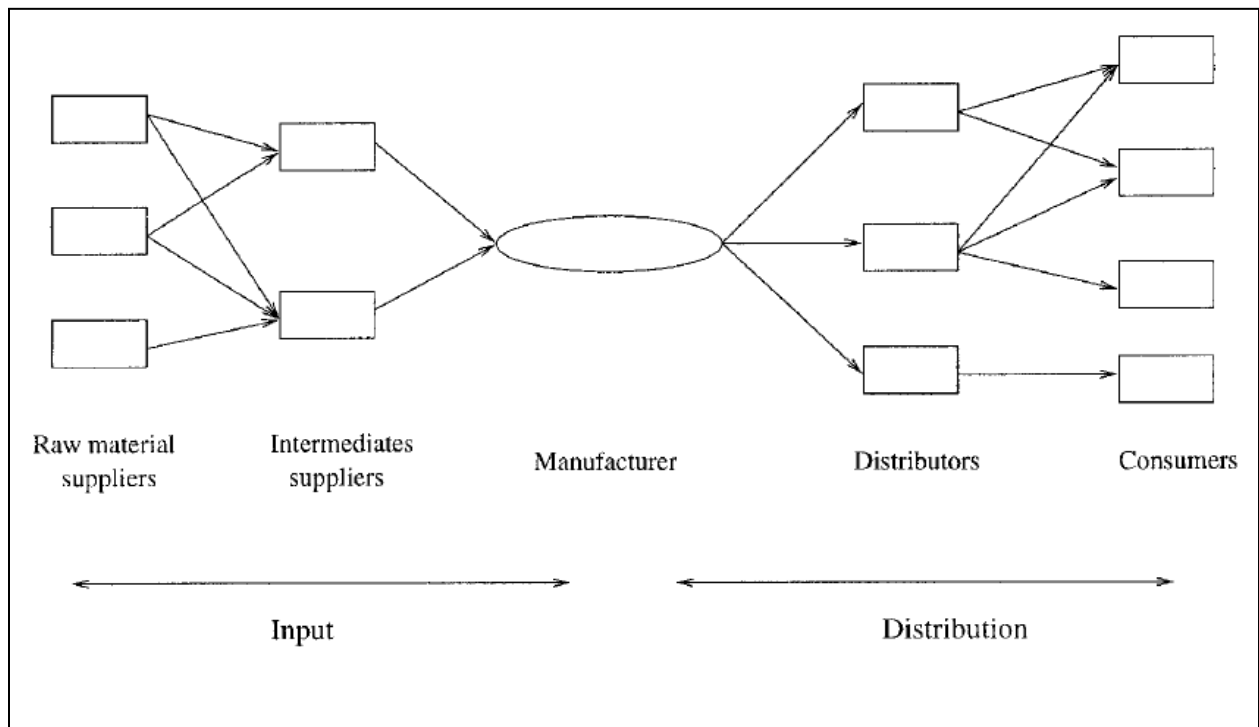 Raw material
suppliers
Intermediates
suppliers
Manufacturer
Distributors
Consumers
Input
Distribution